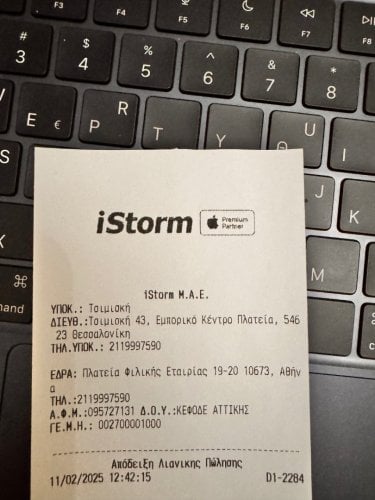 F3 F4 F5 F6 F7 F8
# $ % ^ & *
3 4 5 6 7 8
E € R T Y U I
P Θ
S J
K
M
⌘
mand
iStorm Premium Partner
iStorm M.A.E.
ΥΠΟΚ.: Τσιμισκή
ΔΙΕΥΘ.:Τσιμισκή 43, Εμπορικό Κέντρο Πλατεία, 546
23 Θεσσαλονίκη
ΤΗΛ.ΥΠΟΚ.: 2119997590
ΕΔΡΑ: Πλατεία Φιλικής Εταιρίας 19-20 10673, Αθήν
α
ΤΗΛ.:2119997590
Α.Φ.Μ.:095727131 Δ.Ο.Υ.:ΚΕΦΟΔΕ ΑΤΤΙΚΗΣ
ΓΕ.Μ.Η.: 002700001000
Απόδειξη Λιανικης Πώλησης
11/02/2025 12:42:15 D1-2284